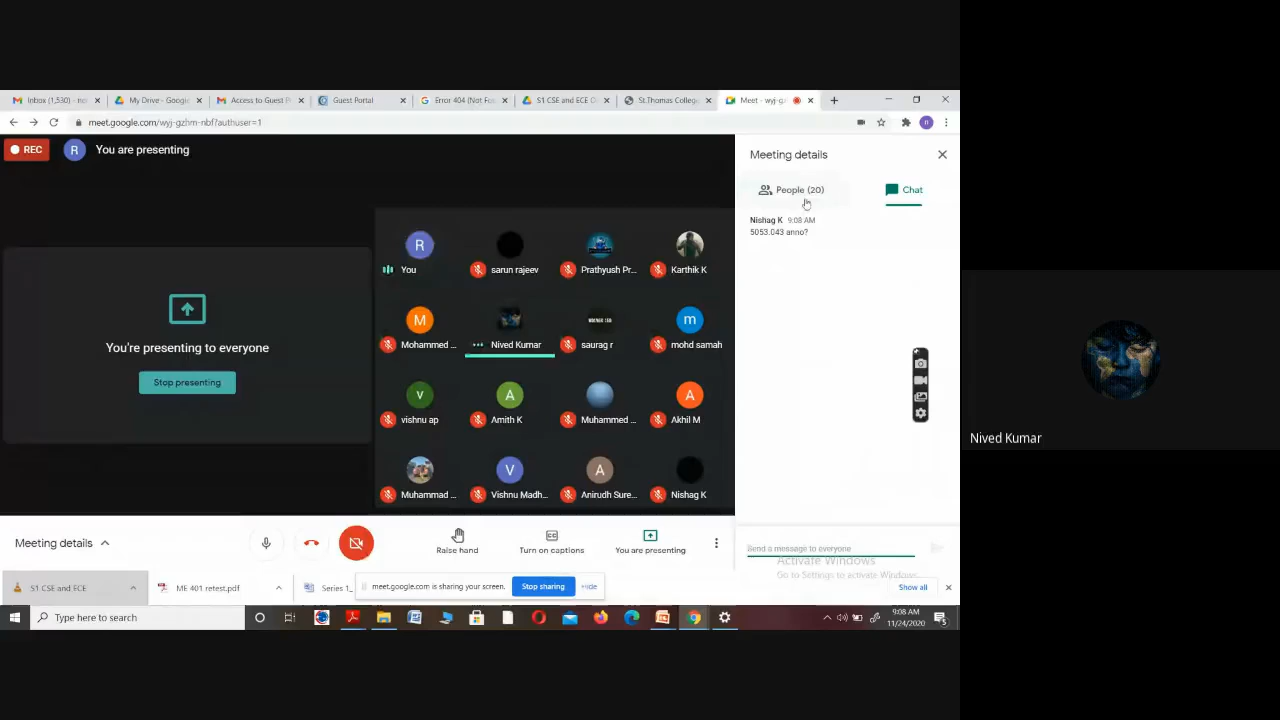 Inbox (1,530) - no
My Drive - Google
Access to Guest P
Guest Portal
Error 404 (Not Fou
S1 CSE and ECE O
St.Thomas College
Meet - wyj-gz
meet.google.com/wyj-gzhm-nbf?authuser=1
REC
R
You are presenting
Meeting details
People (20)
Chat
Nishag K 9:08 AM
5053.043 anno?
R
You
sarun rajeev
Prathyush Pr...
Karthik K
You're presenting to everyone
Stop presenting
M
Mohammed ...
Nived Kumar
saurag r
m
mohd samah
v
vishnu ap
A
Amith K
Muhammed ...
A
Akhil M
Muhammad ...
V
Vishnu Madh...
A
Anirudh Sure...
Nishag K
Nived Kumar
Meeting details
Raise hand
Turn on captions
You are presenting
Send a message to everyone
Activate Windows
Go to Settings to activate Windows.
S1 CSE and ECE
ME 401 retest.pdf
Series 1_
meet.google.com is sharing your screen.
Stop sharing
Hide
Show all
Type here to search
9:08 AM
11/24/2020